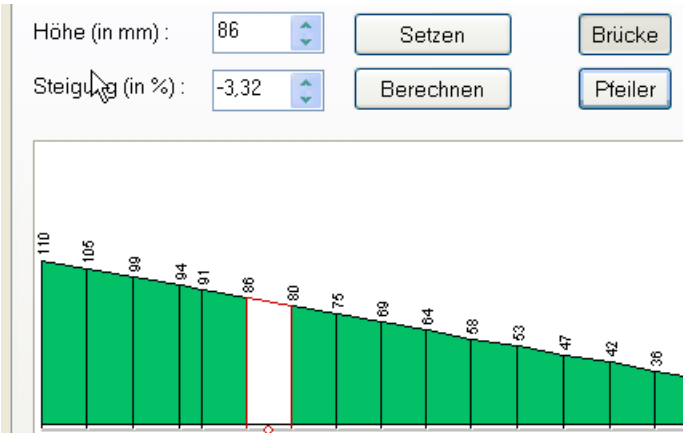 Höhe (in mm) : 86 Setzen Brücke
Steigung (in %) : -3,32 Berechnen Pfeiler
110 105 99 94 91 86 80 75 69 64 58 53 47 42 36